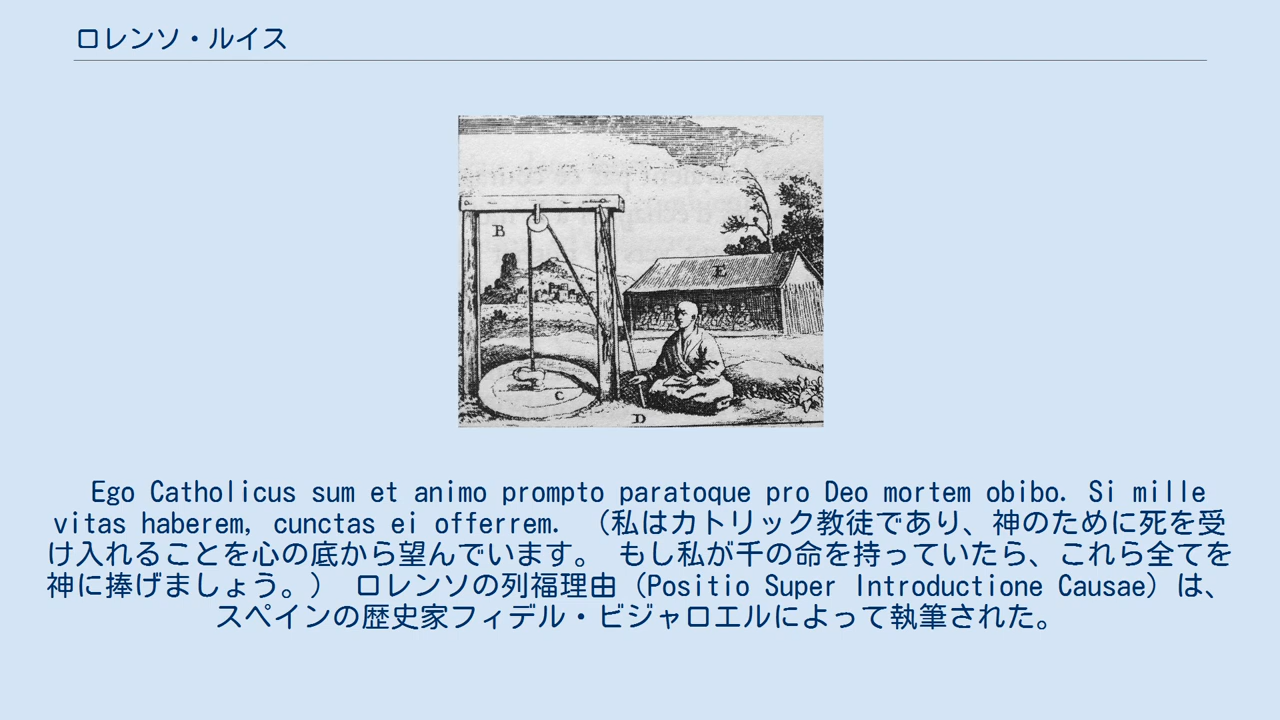 ロレンソ・ルイス
B
E
C
D
Ego Catholicus sum et animo prompto paratoque pro Deo mortem obibo. Si mille
vitas haberem, cunctas ei offerrem. （私はカトリック教徒であり、神のために死を受
け入れることを心の底から望んでいます。 もし私が千の命を持っていたら、これら全てを
神に捧げましょう。） ロレンソの列福理由（Positio Super Introductione Causae）は、
スペインの歴史家フィデル・ビジャロエルによって執筆された。